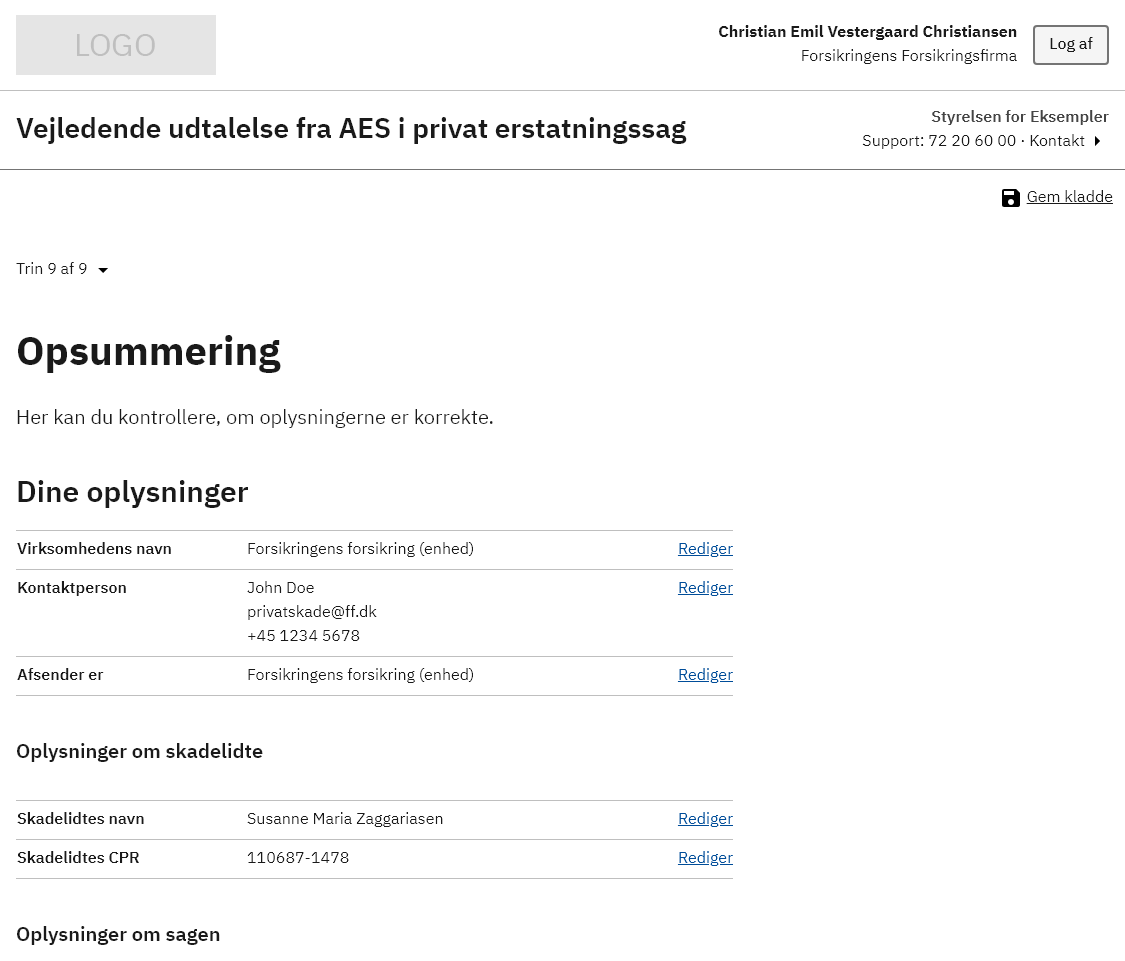 LOGO
Christian Emil Vestergaard Christiansen
Forsikringens Forsikringsfirma
Log af
Vejledende udtalelse fra AES i privat erstatningssag
Styrelsen for Eksempler
Support: 72 20 60 00 · Kontakt
Gem kladde
Trin 9 af 9
Opsummering
Her kan du kontrollere, om oplysningerne er korrekte.
Dine oplysninger
Virksomhedens navn Forsikringens forsikring (enhed) Rediger
Kontaktperson John Doe Rediger
privatskade@ff.dk
+45 1234 5678
Afsender er Forsikringens forsikring (enhed) Rediger
Oplysninger om skadelidte
Skadelidtes navn Susanne Maria Zaggariasen Rediger
Skadelidtes CPR 110687-1478 Rediger
Oplysninger om sagen